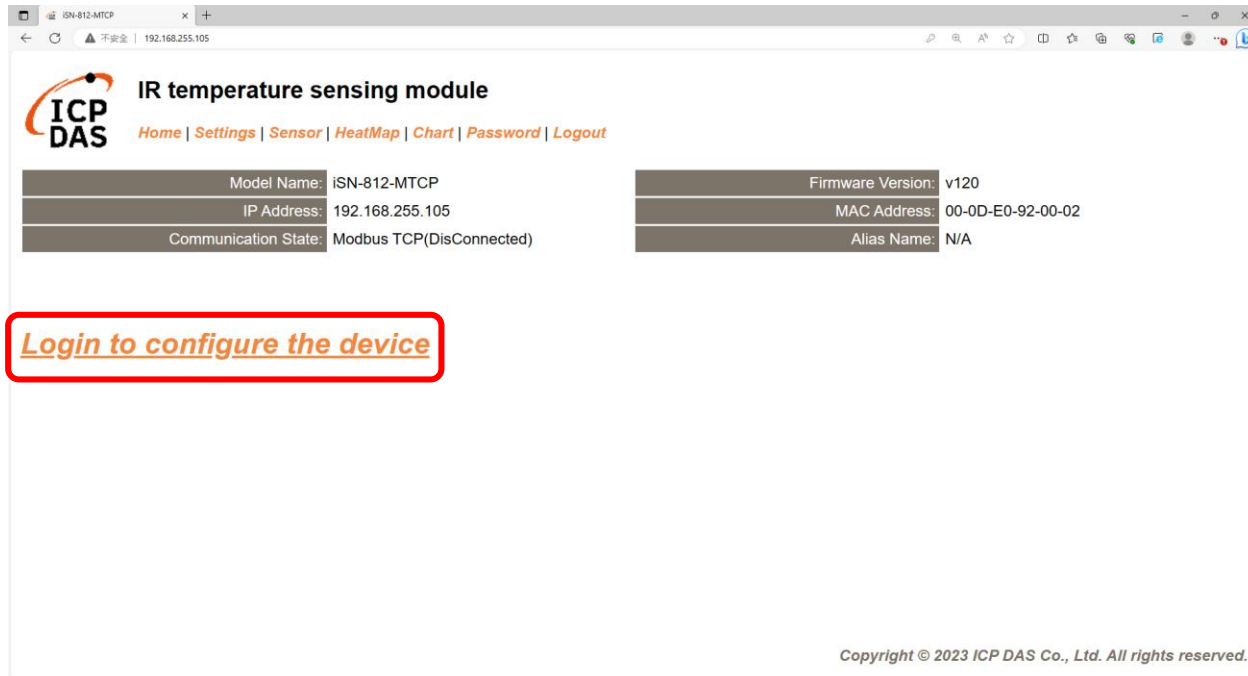 iSN-812-MTCP
不安全 | 192.168.255.105
ICP
DAS
IR temperature sensing module
Home | Settings | Sensor | HeatMap | Chart | Password | Logout
Model Name: iSN-812-MTCP Firmware Version: v120
IP Address: 192.168.255.105 MAC Address: 00-0D-E0-92-00-02
Communication State: Modbus TCP(DisConnected) Alias Name: N/A
Login to configure the device
Copyright © 2023 ICP DAS Co., Ltd. All rights reserved.